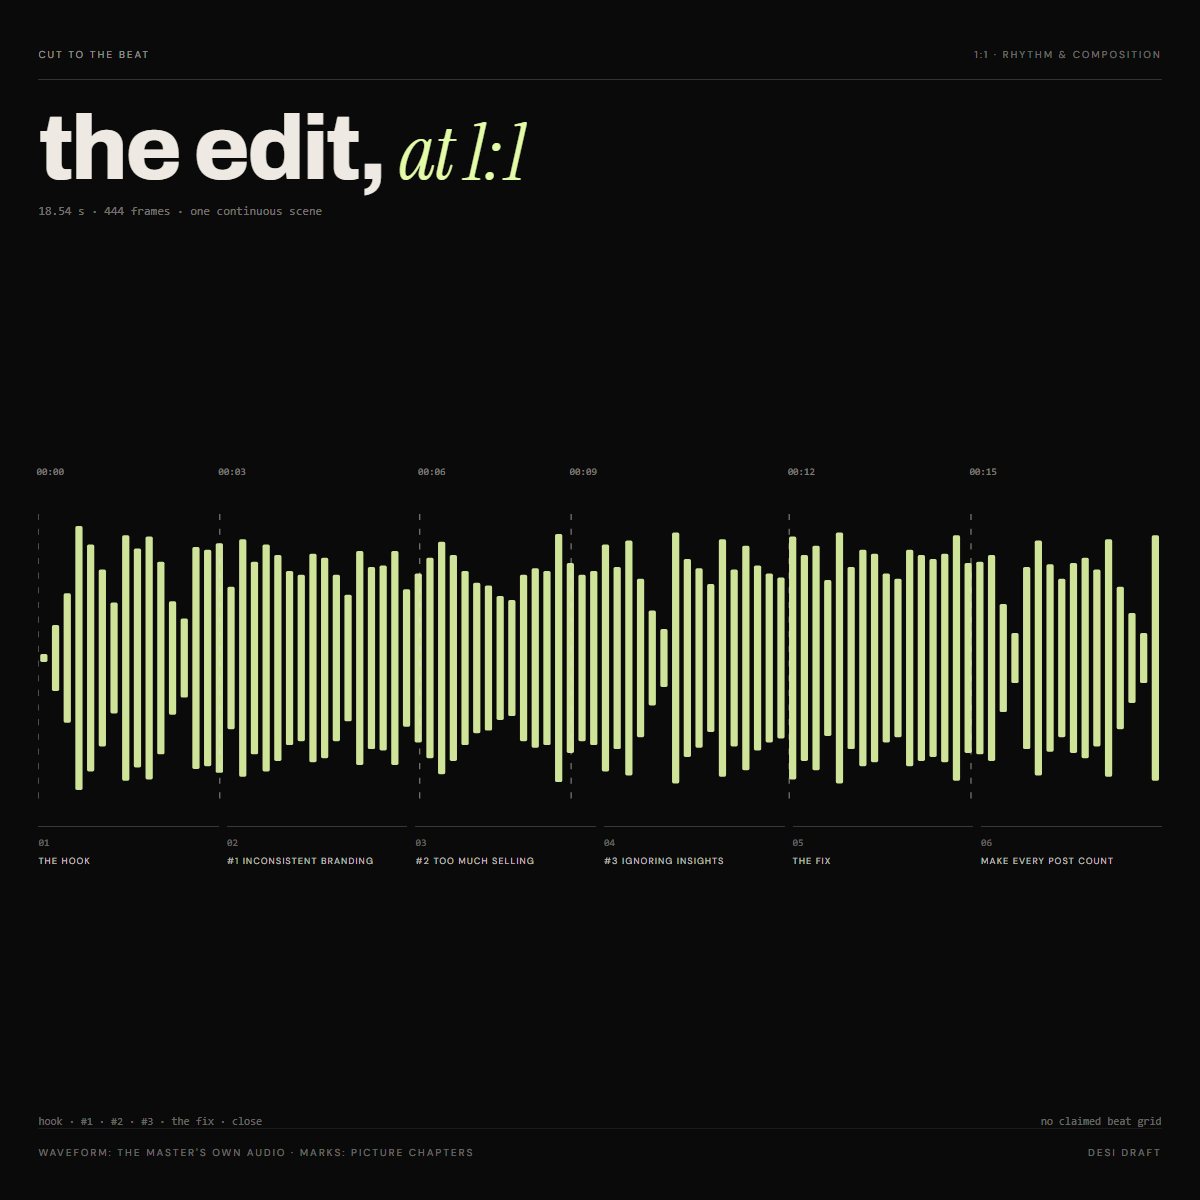 CUT TO THE BEAT
1:1 · RHYTHM & COMPOSITION
the edit, at 1:1
18.54 s · 444 frames · one continuous scene
00:00 00:03 00:06 00:09 00:12 00:15
01 02 03 04 05 06
THE HOOK #1 INCONSISTENT BRANDING #2 TOO MUCH SELLING #3 IGNORING INSIGHTS THE FIX MAKE EVERY POST COUNT
hook · #1 · #2 · #3 · the fix · close
no claimed beat grid
WAVEFORM: THE MASTER'S OWN AUDIO · MARKS: PICTURE CHAPTERS
DESI DRAFT